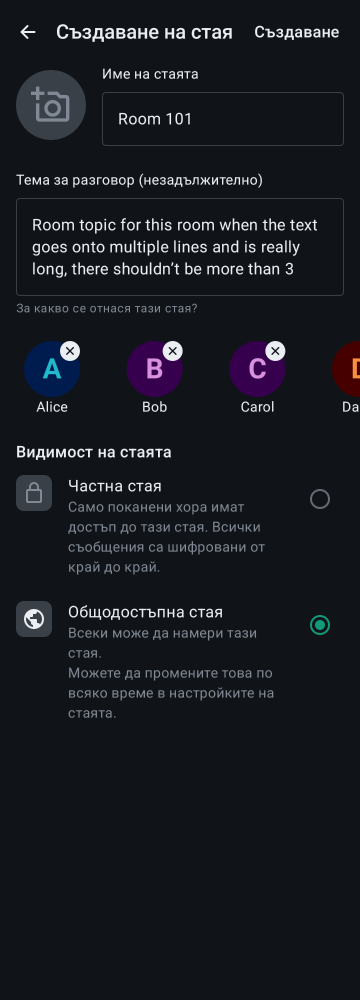 Създаване на стая
Създаване
Име на стаята
Room 101
Тема за разговор (незадължително)
Room topic for this room when the text
goes onto multiple lines and is really
long, there shouldn’t be more than 3
За какво се отнася тази стая?
A
B
C
D
Alice
Bob
Carol
Da
Видимост на стаята
Частна стая
Само поканени хора имат
достъп до тази стая. Всички
съобщения са шифровани от
край до край.
Общодостъпна стая
Всеки може да намери тази
стая.
Можете да промените това по
всяко време в настройките на
стаята.